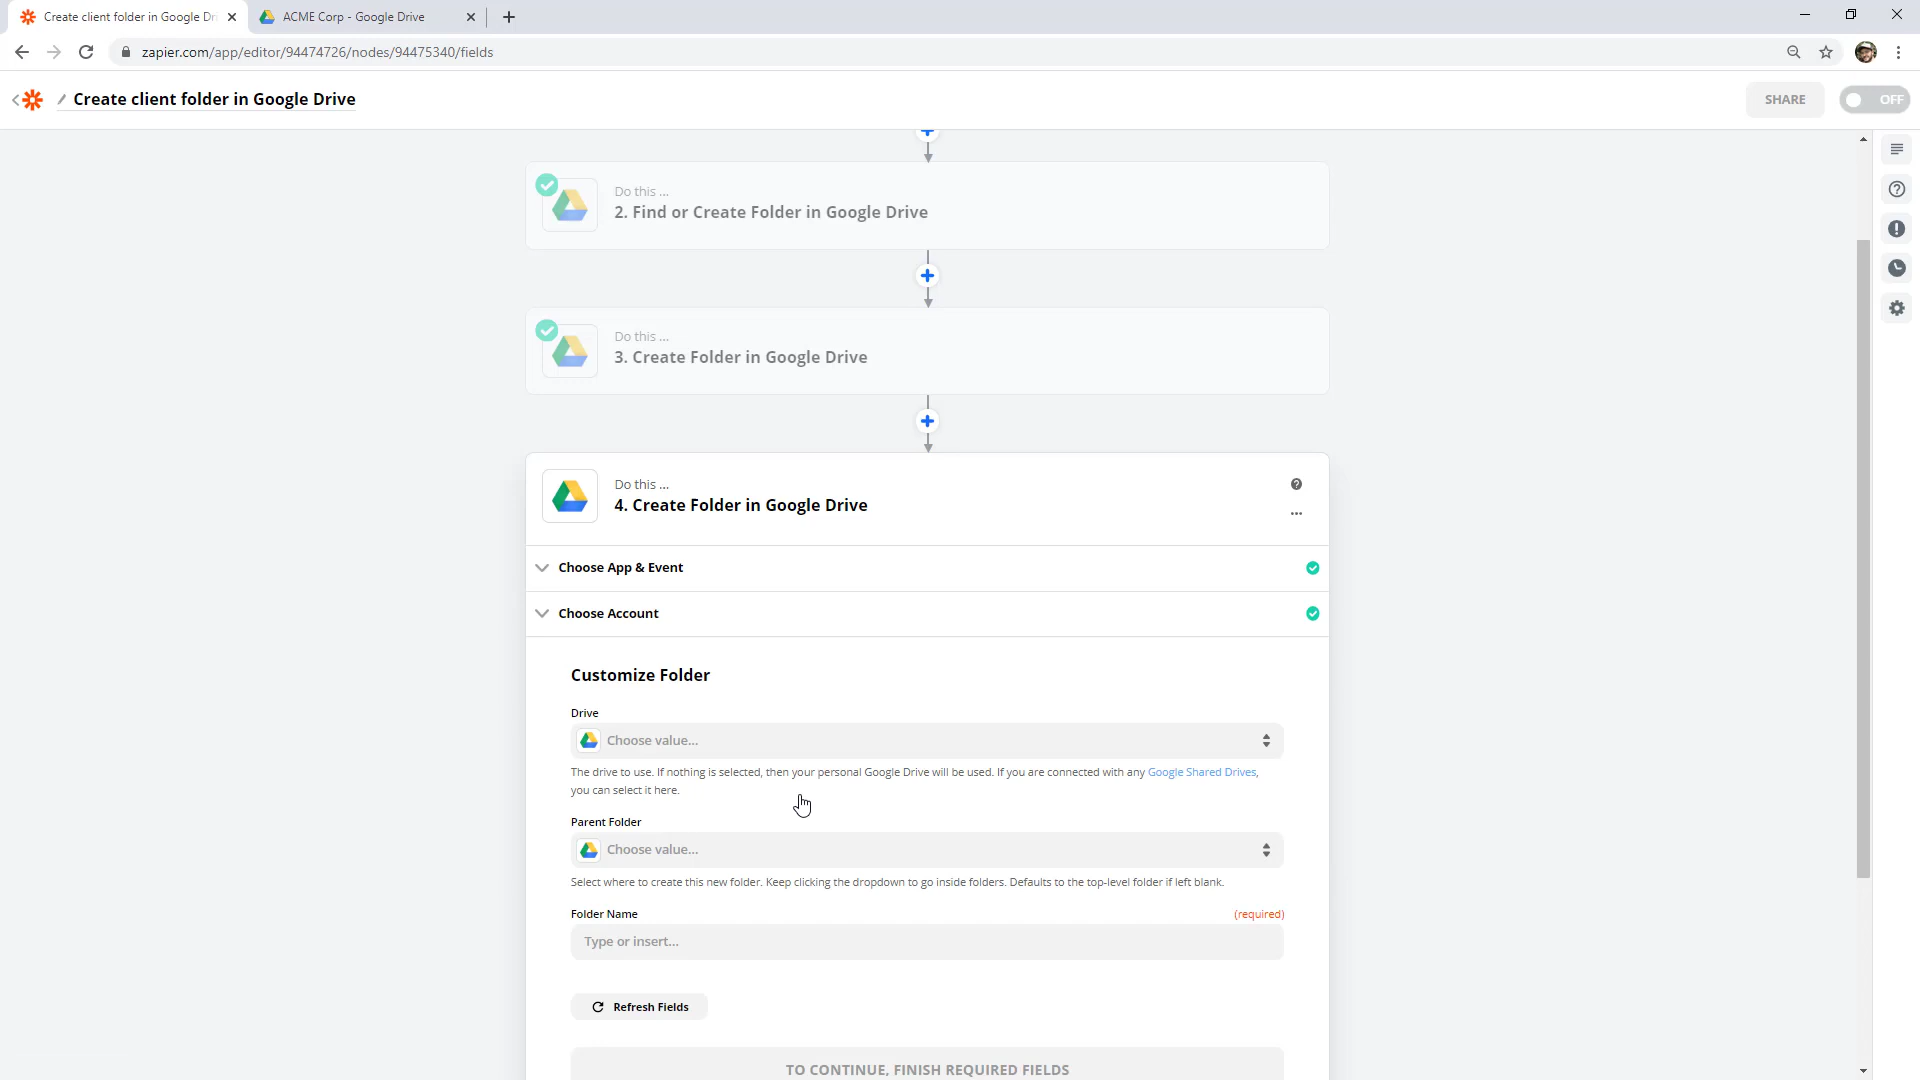 Create client folder in Google Dri
ACME Corp - Google Drive
zapier.com/app/editor/94474726/nodes/94475340/fields
Create client folder in Google Drive
SHARE
OFF
Do this ...
2. Find or Create Folder in Google Drive
Do this ...
3. Create Folder in Google Drive
Do this ...
4. Create Folder in Google Drive
Choose App & Event
Choose Account
Customize Folder
Drive
Choose value...
The drive to use. If nothing is selected, then your personal Google Drive will be used. If you are connected with any Google Shared Drives,
you can select it here.
Parent Folder
Choose value...
Select where to create this new folder. Keep clicking the dropdown to go inside folders. Defaults to the top-level folder if left blank.
Folder Name
(required)
Type or insert...
Refresh Fields
TO CONTINUE, FINISH REQUIRED FIELDS